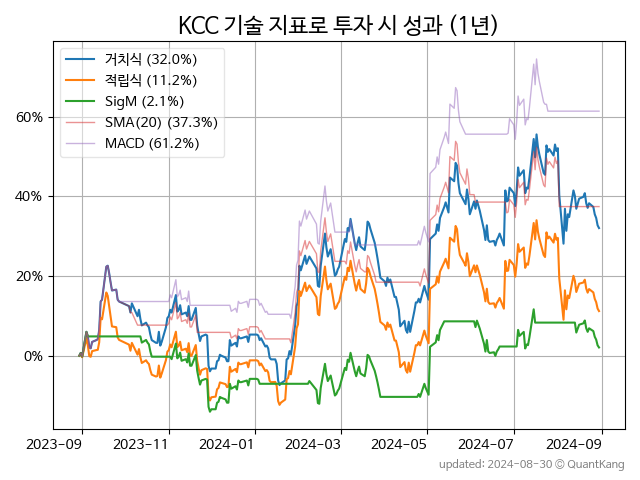 KCC 기술 지표로 투자 시 성과 (1년)
거치식 (32.0%)
적립식 (11.2%)
SigM (2.1%)
SMA(20) (37.3%)
MACD (61.2%)
60%
40%
20%
0%
2023-09 2023-11 2024-01 2024-03 2024-05 2024-07 2024-09
updated: 2024-08-30 © QuantKang